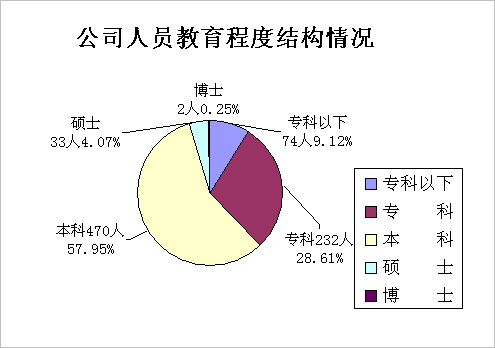 公司人员教育程度结构情况
博士
2人0.25%
硕士
33人4.07%
专科以下
74人9.12%
本科470人
57.95%
专科232人
28.61%
专科以下
专 科
本 科
硕 士
博 士